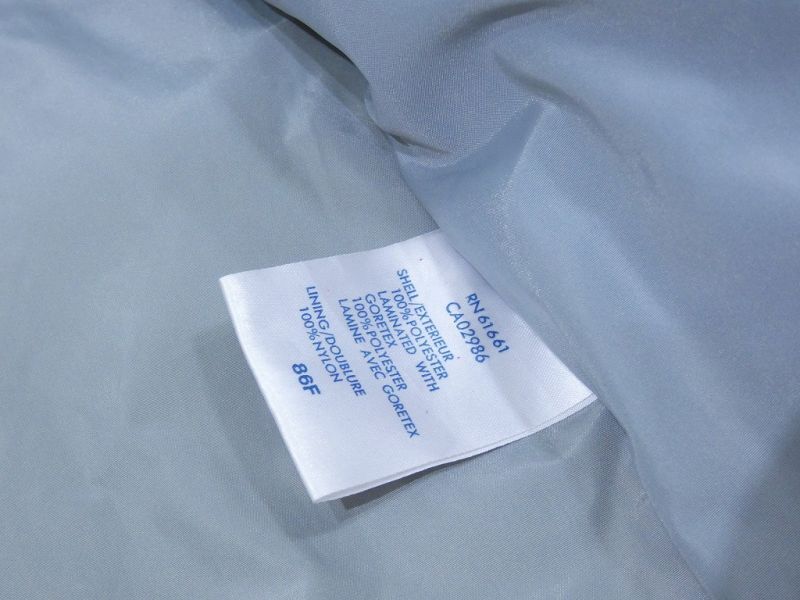 RN 61661
CA02986
SHELL/EXTERIEUR
100%POLYESTER
LAMINATED WITH
GORETEX
100%POLYESTER
LAMINE AVEC GORETEX
LINING/DOUBLURE
100%NYLON
86F